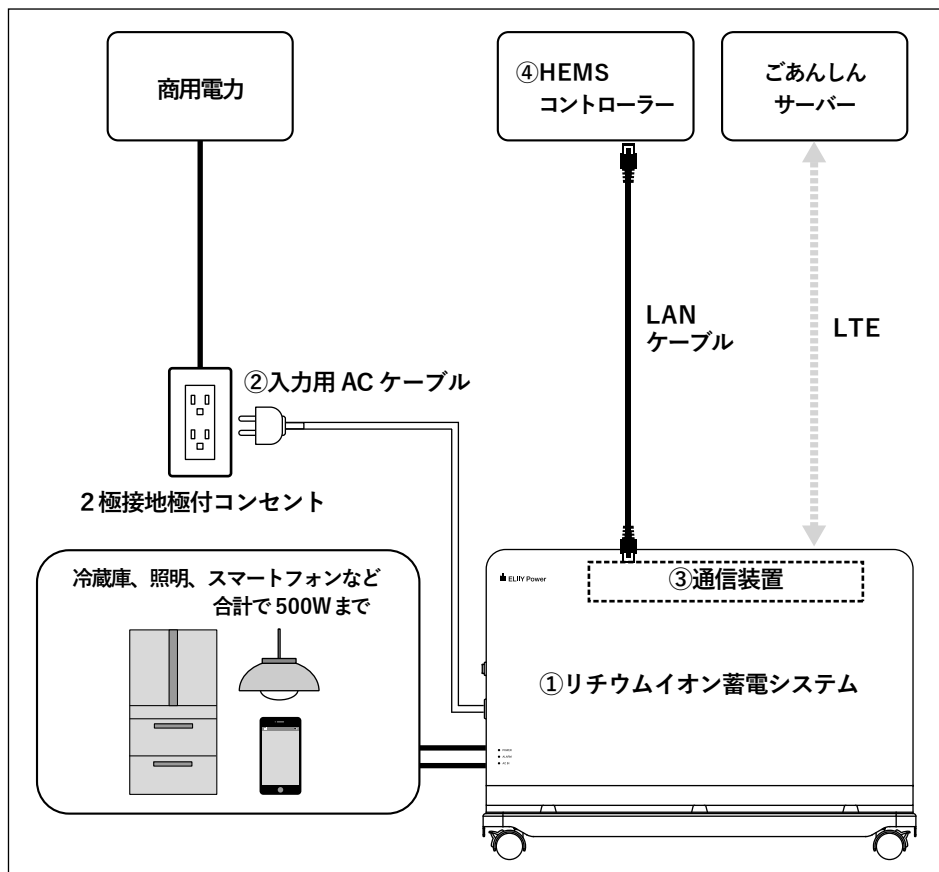 商用電力
④HEMS
コントローラー
ごあんしん
サーバー
LAN
ケーブル
LTE
②入力用 AC ケーブル
2 極接地極付コンセント
冷蔵庫、照明、スマートフォンなど
合計で 500W まで
ELIIY Power
③通信装置
①リチウムイオン蓄電システム